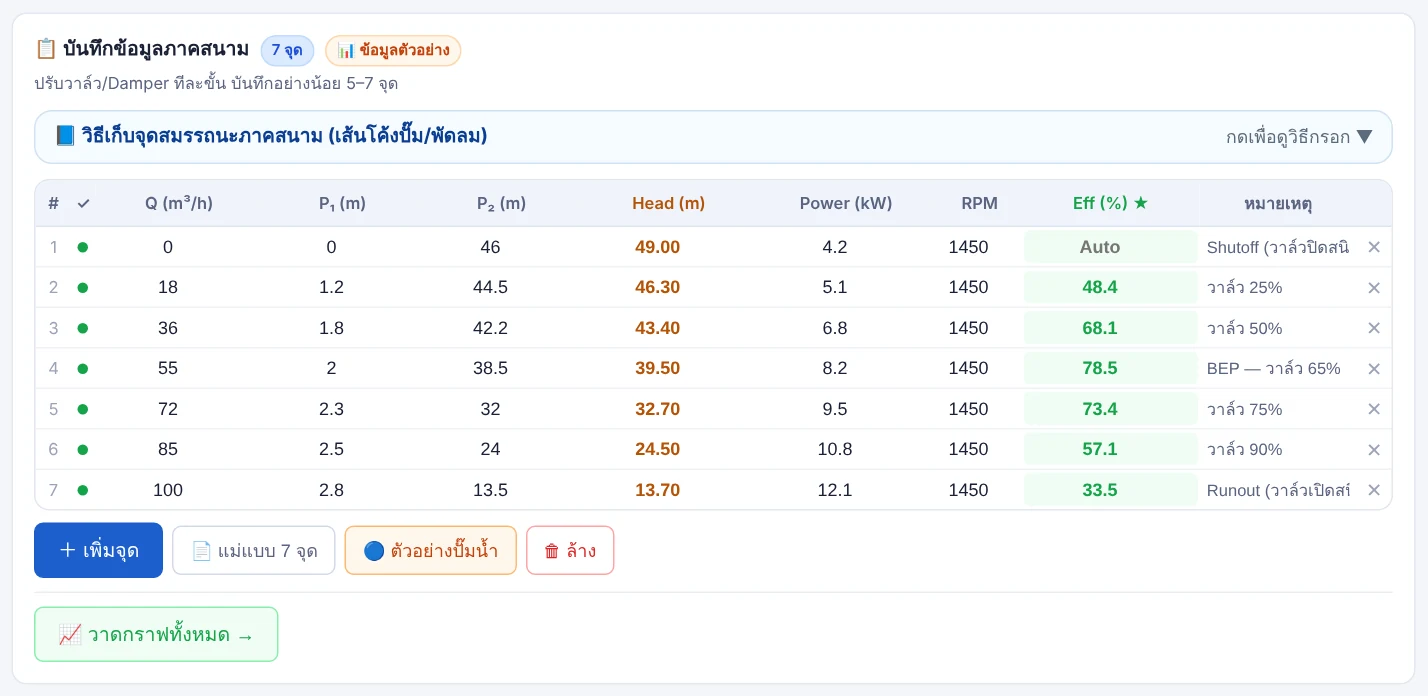 📋 บันทึกข้อมูลภาคสนาม 7 จุด 📊 ข้อมูลตัวอย่าง
ปรับวาล์ว/Damper ทีละขั้น บันทึกอย่างน้อย 5–7 จุด
📘 วิธีเก็บจุดสมรรถนะภาคสนาม (เส้นโค้งปั๊ม/พัดลม) กดเพื่อดูวิธีกรอก ▼
# ✓ Q (m³/h) P₁ (m) P₂ (m) Head (m) Power (kW) RPM Eff (%) ★ หมายเหตุ
1 0 0 46 49.00 4.2 1450 Auto Shutoff (วาล์วปิดสนิ ✕
2 18 1.2 44.5 46.30 5.1 1450 48.4 วาล์ว 25% ✕
3 36 1.8 42.2 43.40 6.8 1450 68.1 วาล์ว 50% ✕
4 55 2 38.5 39.50 8.2 1450 78.5 BEP — วาล์ว 65% ✕
5 72 2.3 32 32.70 9.5 1450 73.4 วาล์ว 75% ✕
6 85 2.5 24 24.50 10.8 1450 57.1 วาล์ว 90% ✕
7 100 2.8 13.5 13.70 12.1 1450 33.5 Runout (วาล์วเปิดส ✕
＋ เพิ่มจุด 📄 แม่แบบ 7 จุด 🔵 ตัวอย่างปั๊มน้ำ 🗑 ล้าง
📈 วาดกราฟทั้งหมด →